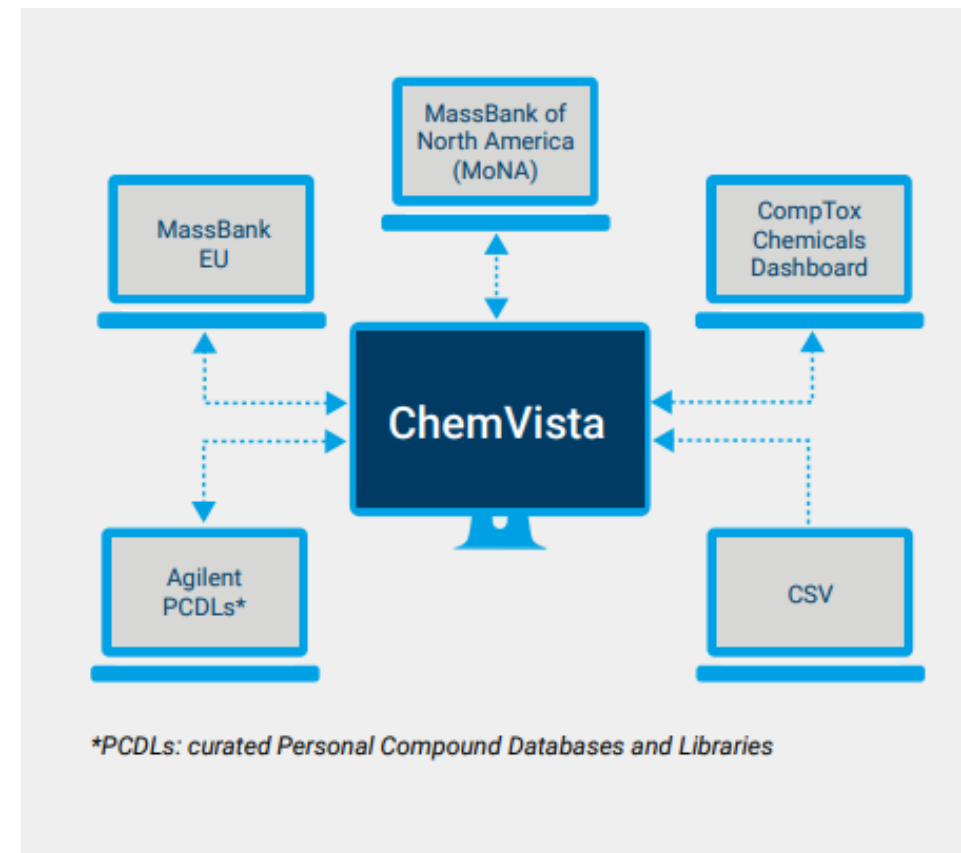 MassBank of
North America
(MoNA)
MassBank
EU
CompTox
Chemicals
Dashboard
ChemVista
Agilent
PCDLs*
CSV
*PCDLs: curated Personal Compound Databases and Libraries